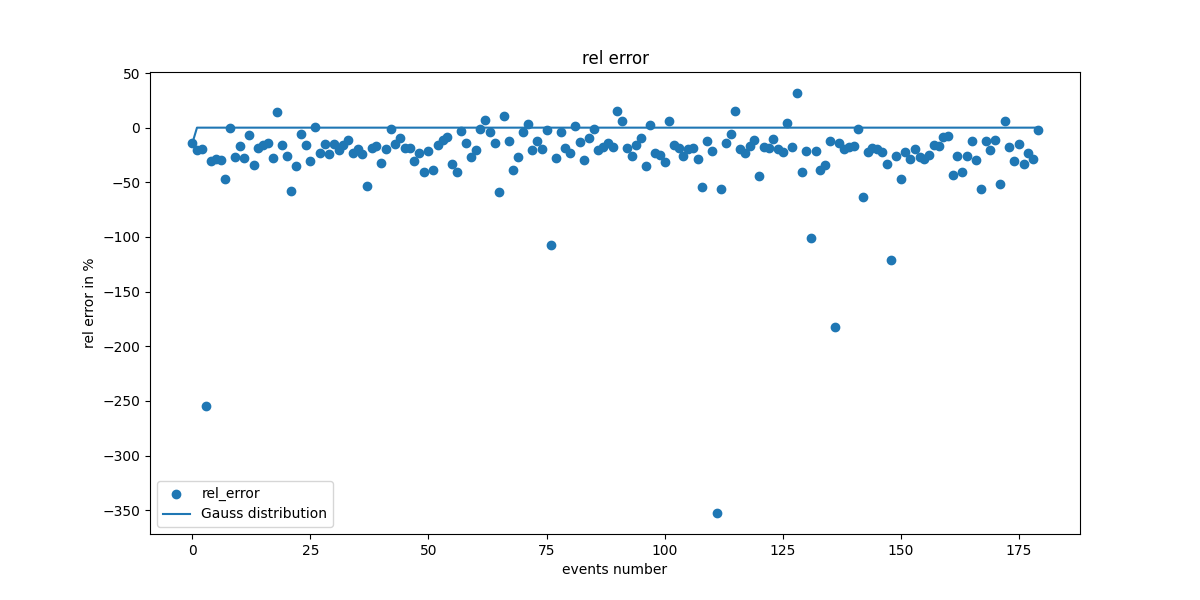 rel error
50
0
−50
−100
−150
−200
−250
−300
−350
rel error in %
rel_error
Gauss distribution
0 25 50 75 100 125 150 175
events number